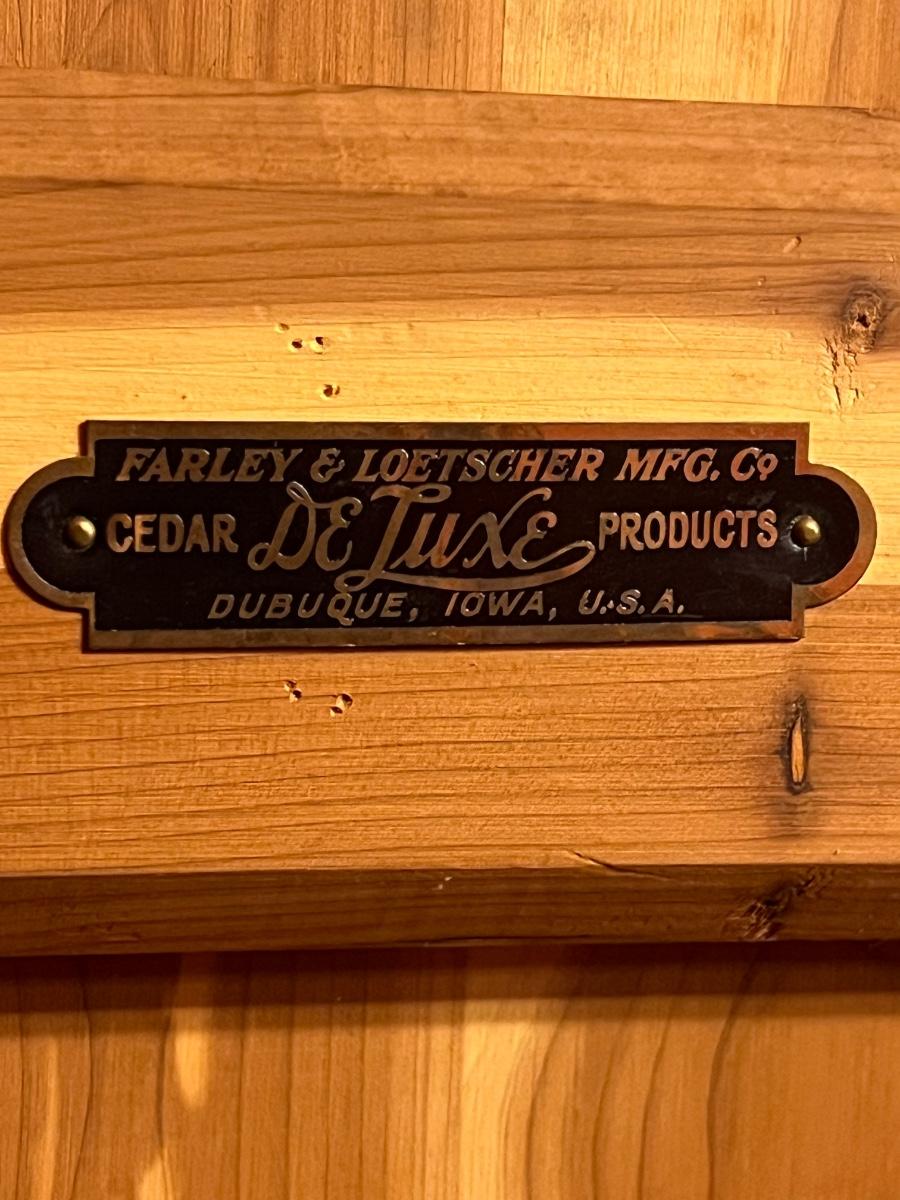 FARLEY & LOETSCHER MFG. Co
CEDAR DE LUXE PRODUCTS
DUBUQUE, IOWA, U.S.A.